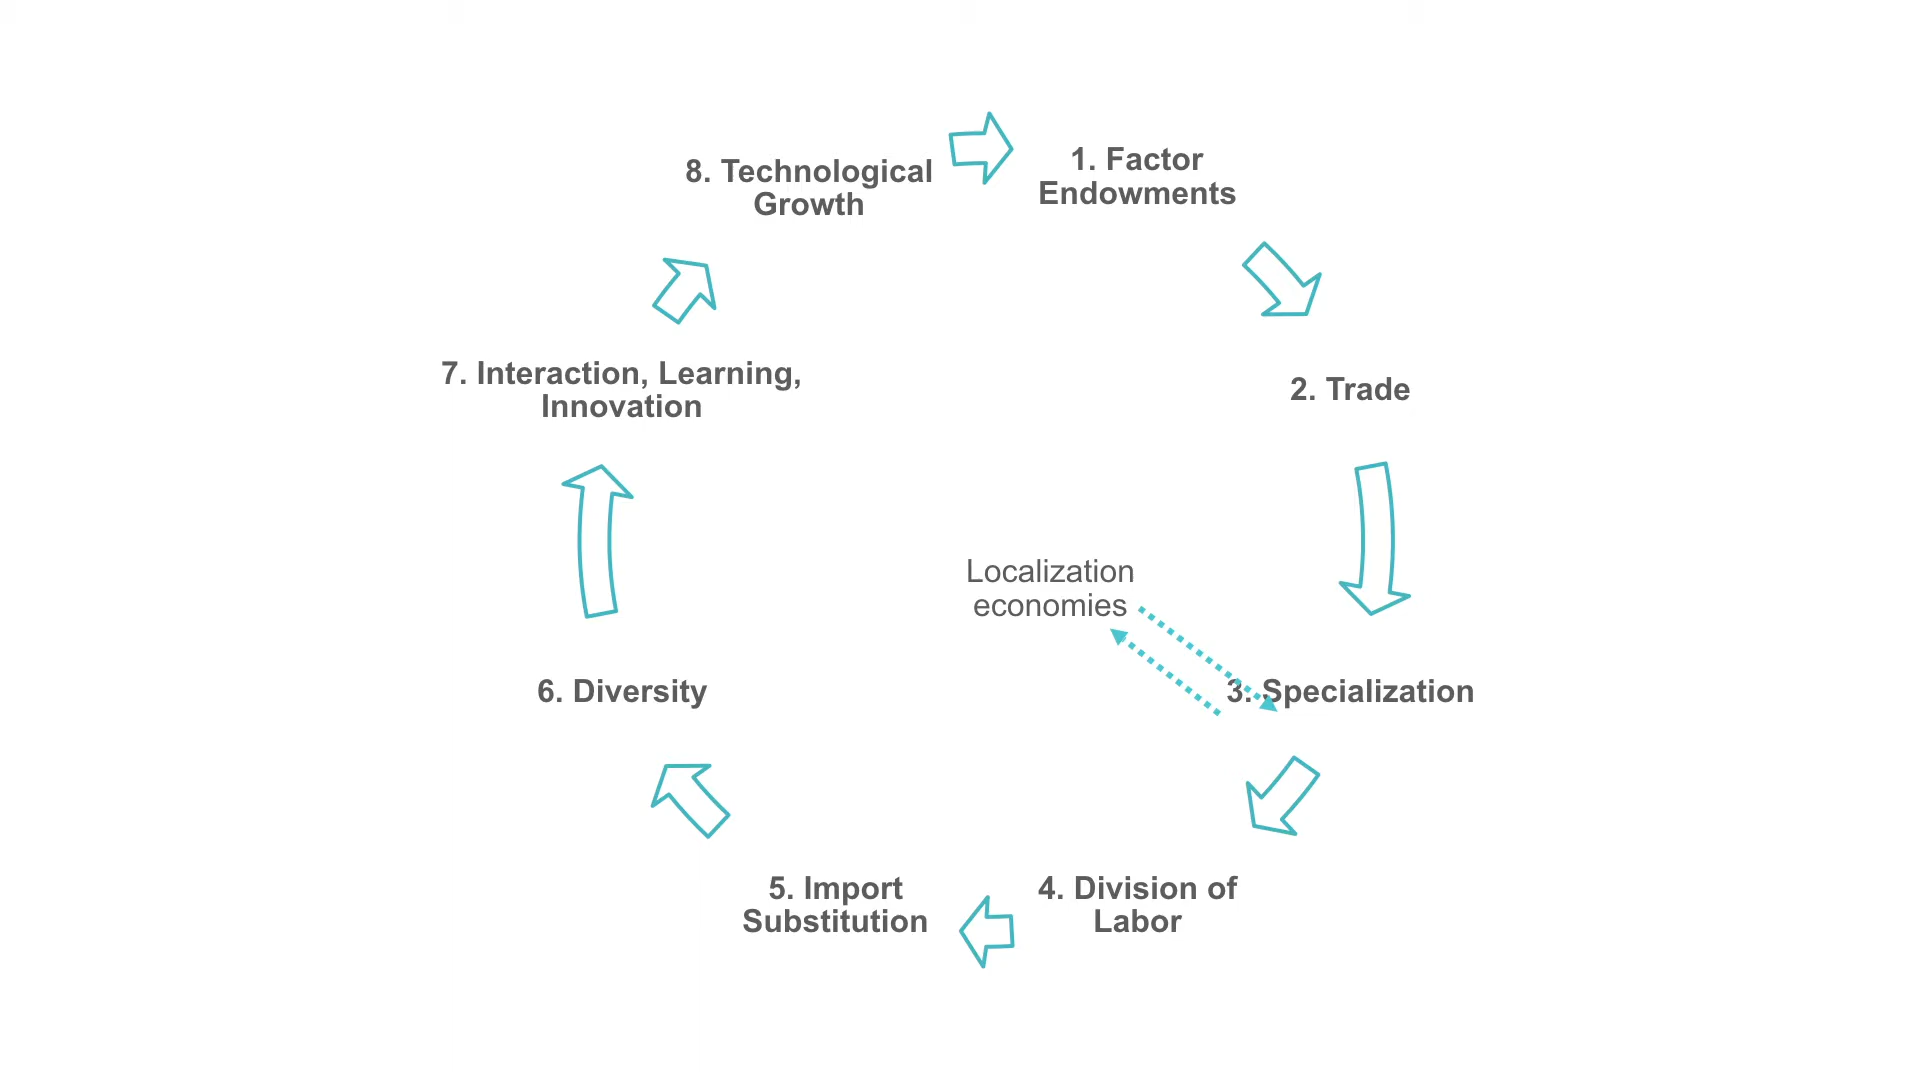 8. Technological
Growth
1. Factor
Endowments
7. Interaction, Learning,
Innovation
2. Trade
Localization
economies
6. Diversity
3. Specialization
5. Import
Substitution
4. Division of
Labor